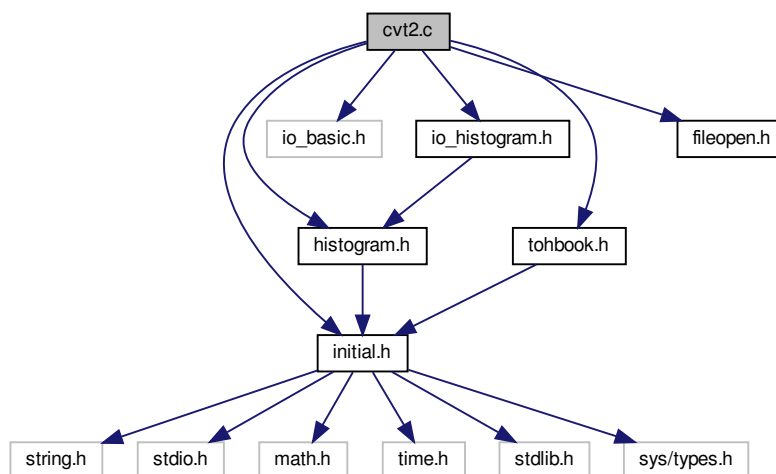 cvt2.c
io_basic.h
io_histogram.h
fileopen.h
histogram.h
tohbook.h
initial.h
string.h
stdio.h
math.h
time.h
stdlib.h
sys/types.h